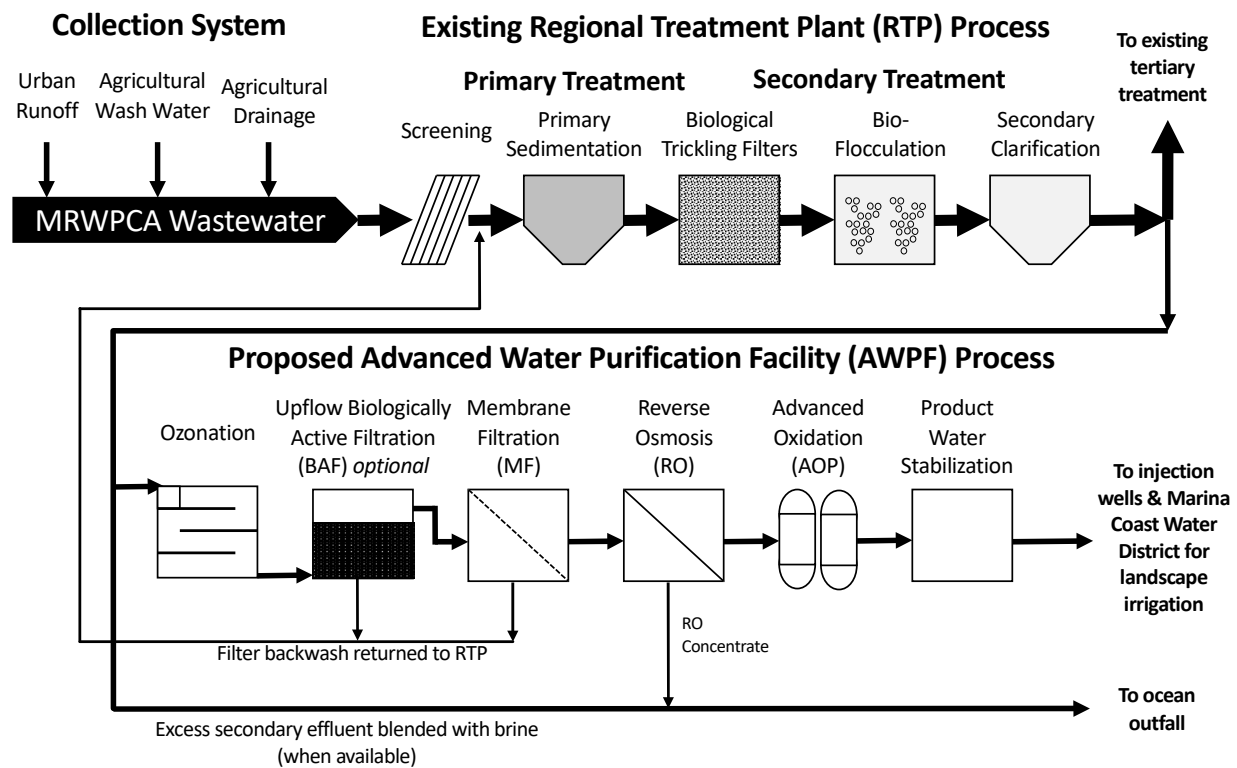 Collection System
Existing Regional Treatment Plant (RTP) Process
To existing
tertiary
treatment
Urban
Runoff
Agricultural
Wash Water
Agricultural
Drainage
Primary Treatment
Secondary Treatment
Screening
Primary
Sedimentation
Biological
Trickling Filters
Bio-
Flocculation
Secondary
Clarification
MRWPCA Wastewater
Proposed Advanced Water Purification Facility (AWPF) Process
Ozonation
Upflow Biologically
Active Filtration
(BAF) optional
Membrane
Filtration
(MF)
Reverse
Osmosis
(RO)
Advanced
Oxidation
(AOP)
Product
Water
Stabilization
To injection
wells & Marina
Coast Water
District for
landscape
irrigation
Filter backwash returned to RTP
RO
Concentrate
To ocean
outfall
Excess secondary effluent blended with brine
(when available)